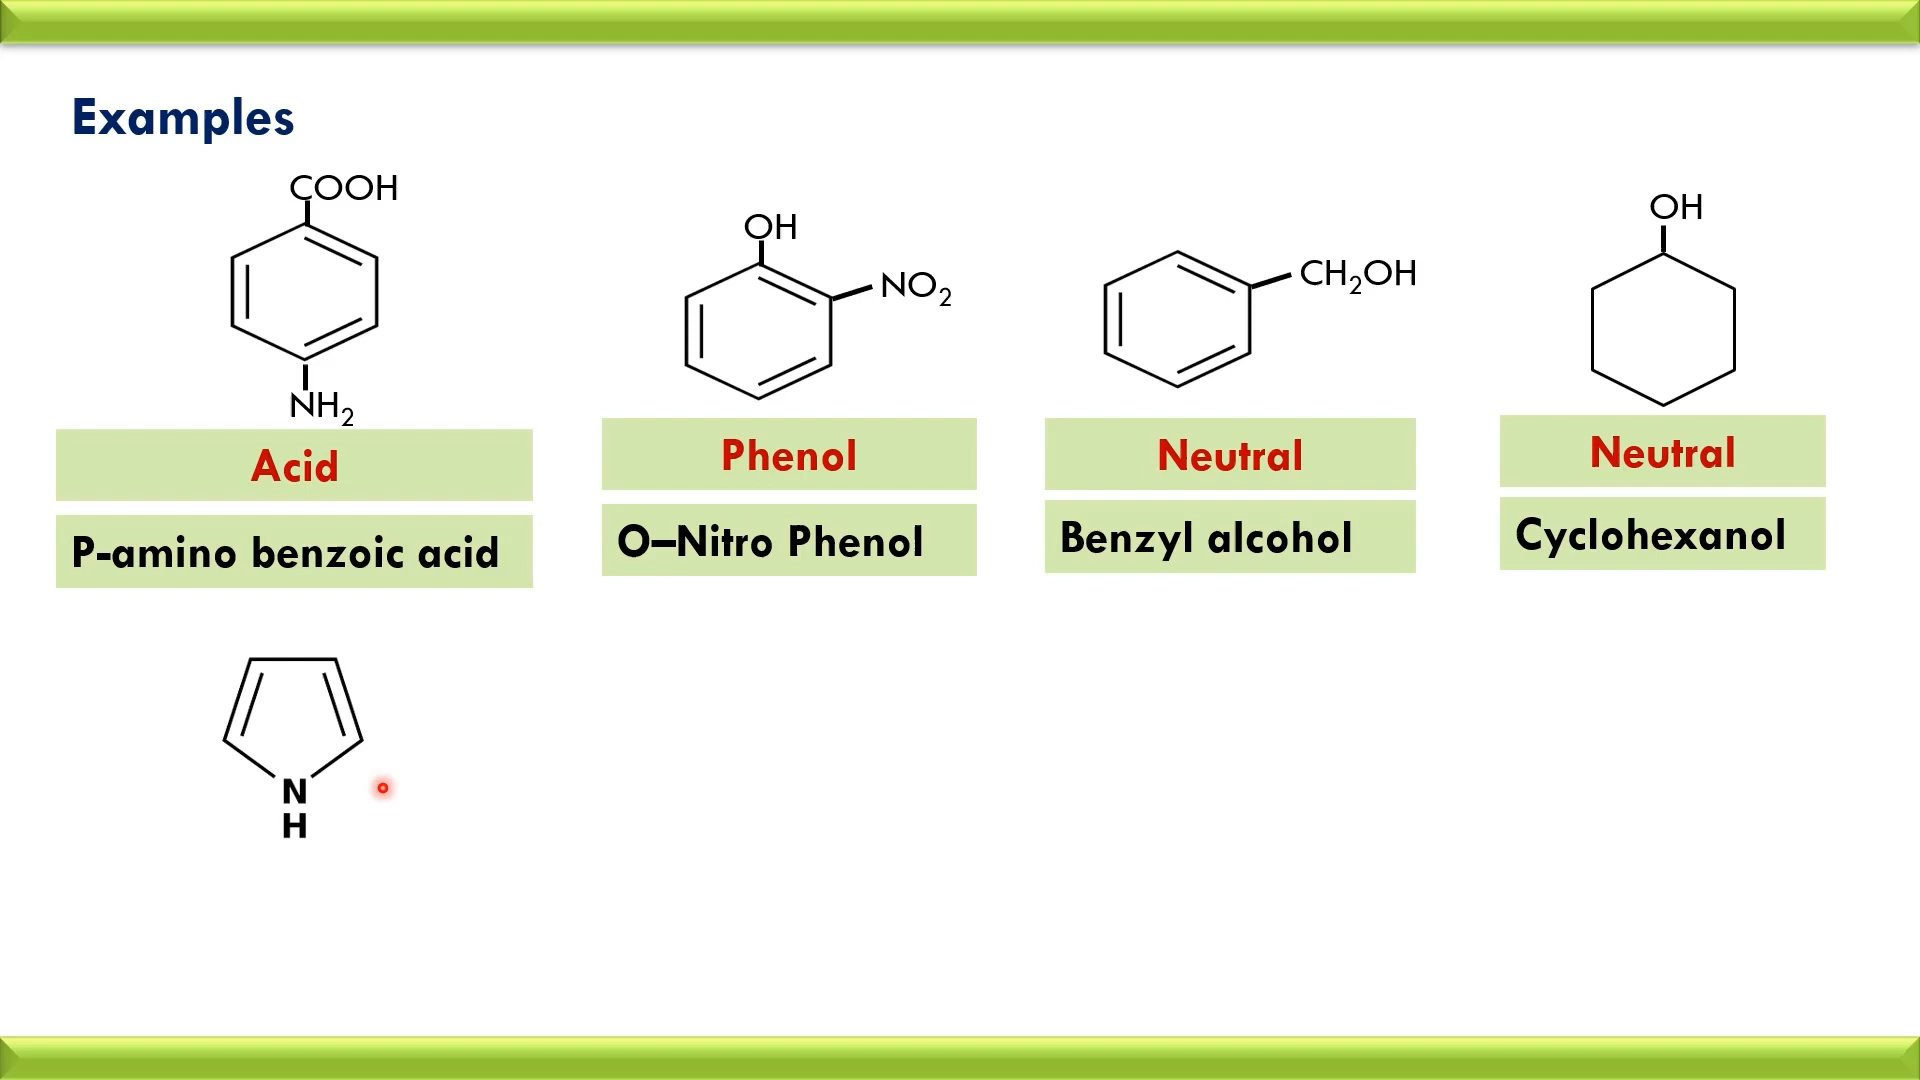 Examples
COOH
NH2
Acid
P-amino benzoic acid
OH
NO2
Phenol
O–Nitro Phenol
CH2OH
Neutral
Benzyl alcohol
OH
Neutral
Cyclohexanol
N
H